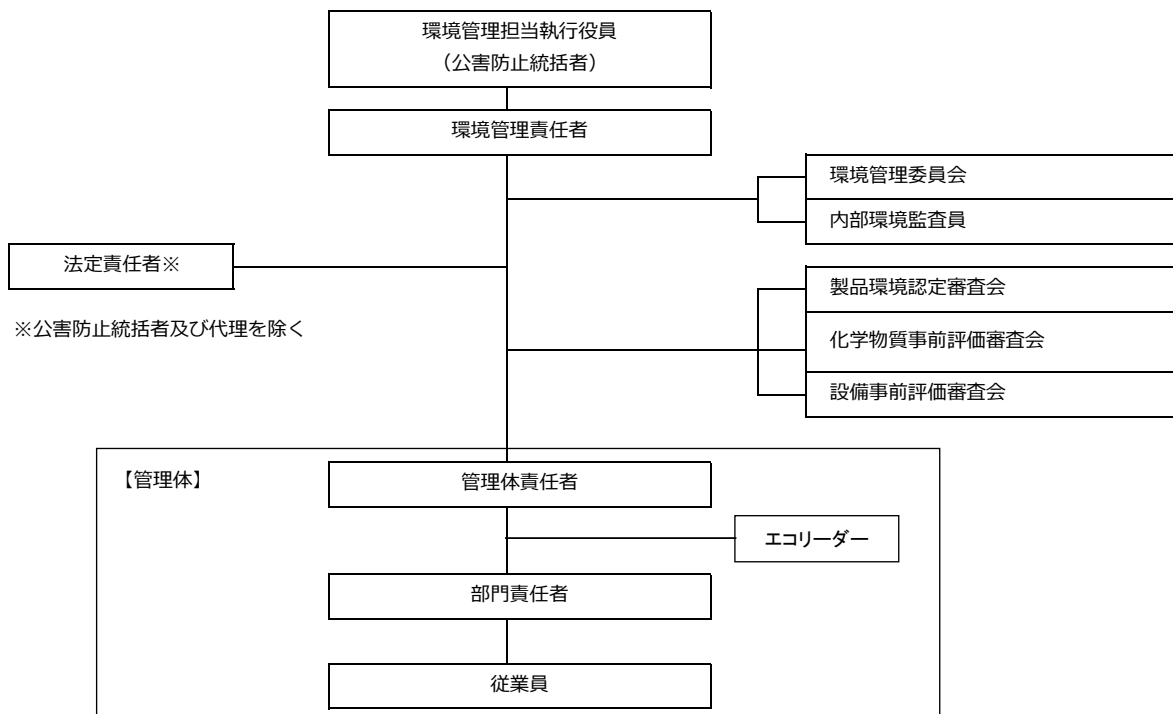 環境管理担当執行役員
（公害防止統括者）
環境管理責任者
環境管理委員会
内部環境監査員
法定責任者※
※公害防止統括者及び代理を除く
製品環境認定審査会
化学物質事前評価審査会
設備事前評価審査会
【管理体】
管理体責任者
エコリーダー
部門責任者
従業員